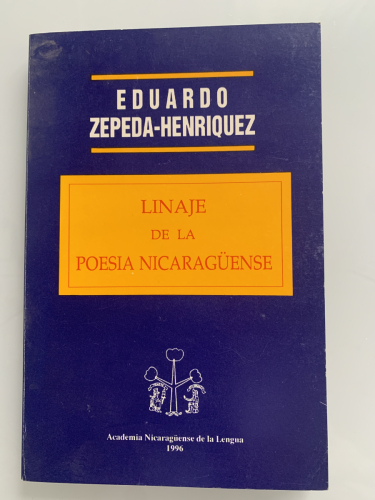 EDUARDO
ZEPEDA-HENRIQUEZ
LINAJE
DE LA
POESIA NICARAGÜENSE
Academia Nicaragüense de la Lengua
1996